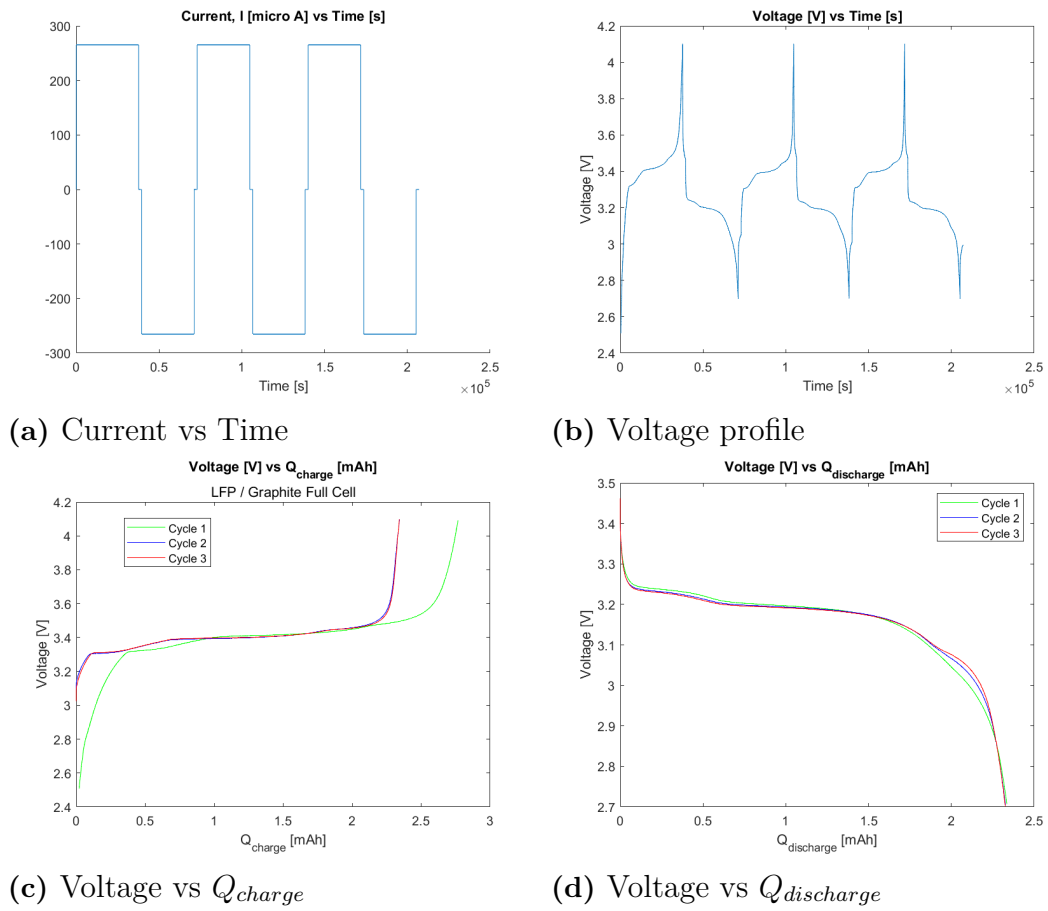 Current, I [micro A] vs Time [s]
300
200
100
0
-100
-200
-300
0
0.5
1
1.5
2
2.5
Time [s]
×10⁵
(a) Current vs Time
Voltage [V] vs Time [s]
4.2
4
3.8
3.6
3.4
3.2
3
2.8
2.6
2.4
Voltage [V]
0
0.5
1
1.5
2
2.5
Time [s]
×10⁵
(b) Voltage profile
Voltage [V] vs Q_charge [mAh]
LFP / Graphite Full Cell
Cycle 1
Cycle 2
Cycle 3
4.2
4
3.8
3.6
3.4
3.2
3
2.8
2.6
2.4
Voltage [V]
0
0.5
1
1.5
2
2.5
3
Q_charge [mAh]
(c) Voltage vs Q_charge
Voltage [V] vs Q_discharge [mAh]
Cycle 1
Cycle 2
Cycle 3
3.5
3.4
3.3
3.2
3.1
3
2.9
2.8
2.7
Voltage [V]
0
0.5
1
1.5
2
2.5
Q_discharge [mAh]
(d) Voltage vs Q_discharge